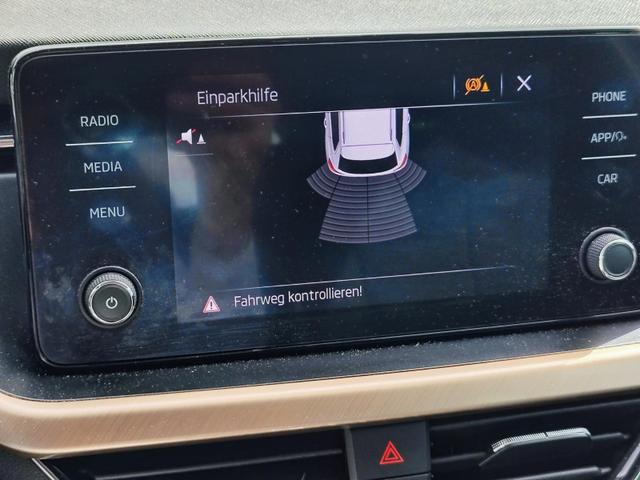 Einparkhilfe
RADIO
MEDIA
MENU
PHONE
APP/
CAR
Fahrweg kontrollieren!